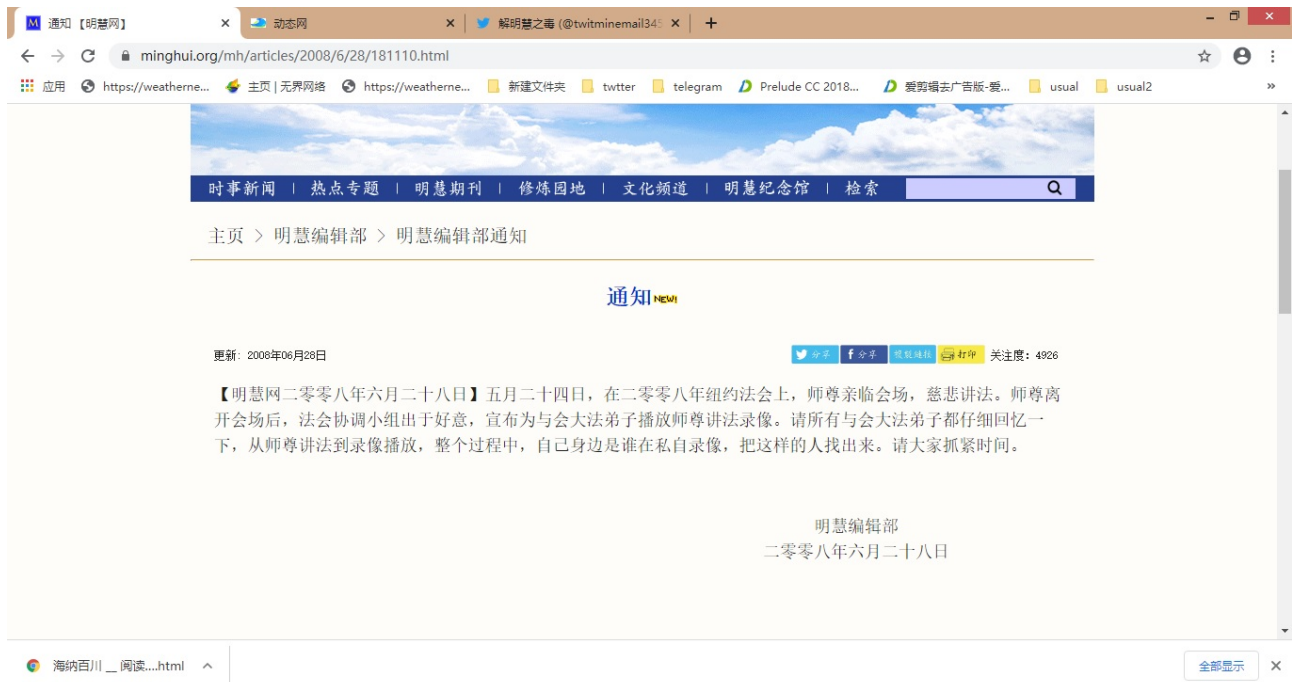 通知【明慧网】
动态网
解明慧之毒 (@twitminemail345
minghui.org/mh/articles/2008/6/28/181110.html
应用 https://weatherne... 主页 | 无界网络 https://weatherne... 新建文件夹 twtter telegram Prelude CC 2018... 爱剪辑去广告版-爱... usual usual2 »
时事新闻 | 热点专题 | 明慧期刊 | 修炼园地 | 文化频道 | 明慧纪念馆 | 检索
主页 > 明慧编辑部 > 明慧编辑部通知
通知 NEW!
更新: 2008年06月28日
分享 分享 打印 关注度: 4926
【明慧网二零零八年六月二十八日】五月二十四日，在二零零八年纽约法会上，师尊亲临会场，慈悲讲法。师尊离
开会场后，法会协调小组出于好意，宣布为与会大法弟子播放师尊讲法录像。请所有与会大法弟子都仔细回忆一
下，从师尊讲法到录像播放，整个过程中，自己身边是谁在私自录像，把这样的人找出来。请大家抓紧时间。
明慧编辑部
二零零八年六月二十八日
海纳百川 __ 阅读....html
全部显示